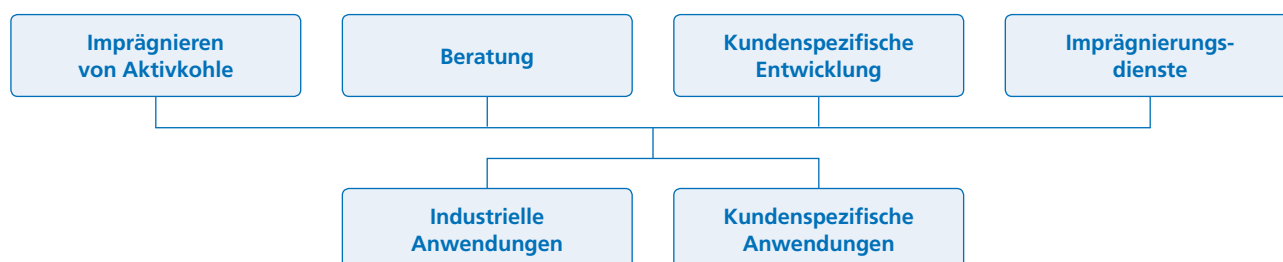 Imprägnieren
von Aktivkohle
Beratung
Kundenspezifische
Entwicklung
Imprägnierungs-
dienste
Industrielle
Anwendungen
Kundenspezifische
Anwendungen